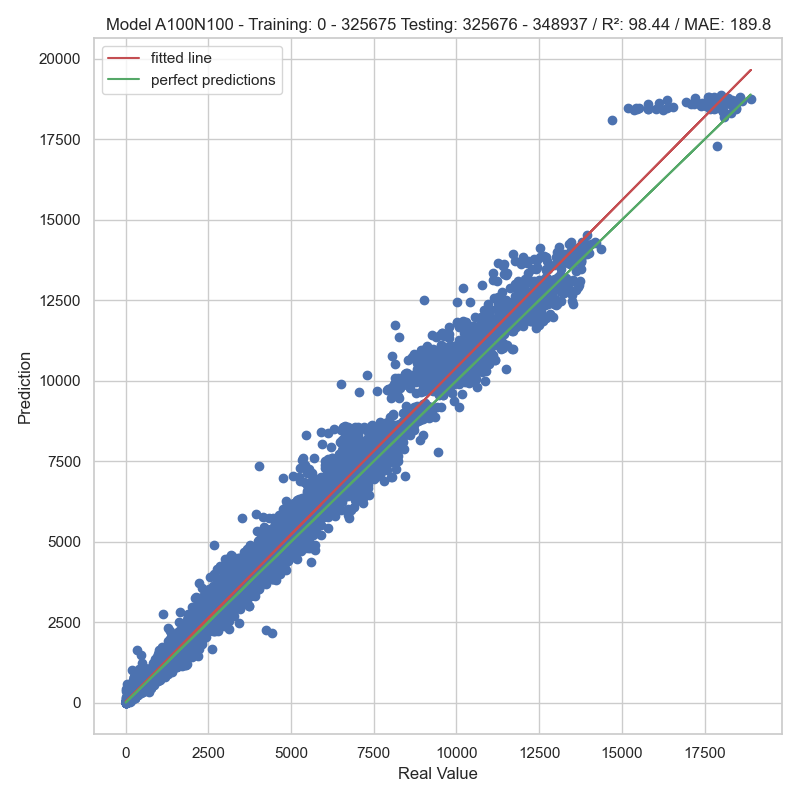 Model A100N100 - Training: 0 - 325675 Testing: 325676 - 348937 / R²: 98.44 / MAE: 189.8
fitted line
perfect predictions
20000
17500
15000
12500
10000
7500
5000
2500
0
Prediction
0 2500 5000 7500 10000 12500 15000 17500
Real Value